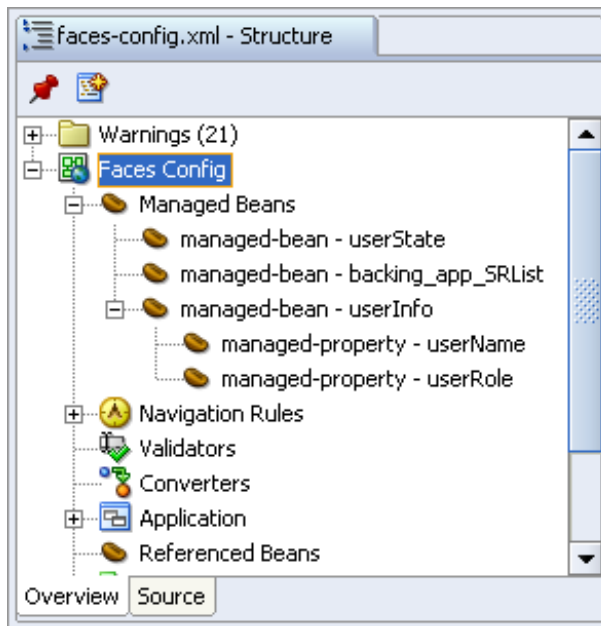 faces-config.xml - Structure
Warnings (21)
Faces Config
Managed Beans
managed-bean - userState
managed-bean - backing_app_SRList
managed-bean - userInfo
managed-property - userName
managed-property - userRole
Navigation Rules
Validators
Converters
Application
Referenced Beans
Overview Source